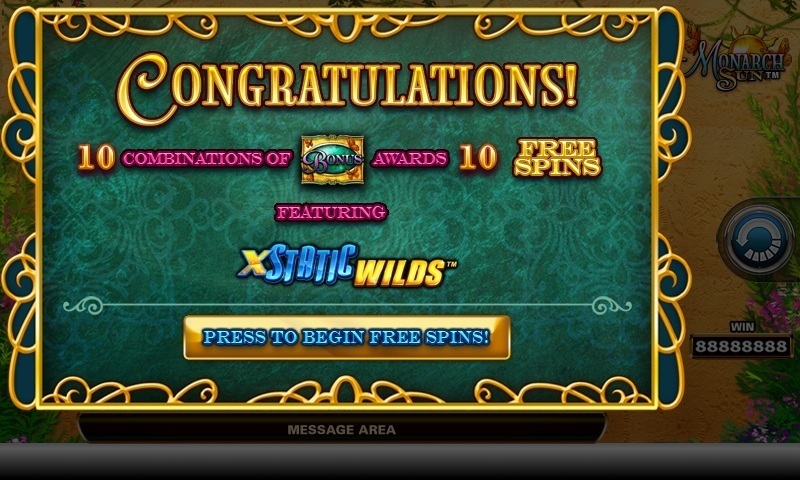 CONGRATULATIONS!
10 COMBINATIONS OF BONUS AWARDS 10 FREE SPINS
FEATURING
XSTATIC WILDS™
PRESS TO BEGIN FREE SPINS!
MONARCH SUN™
WIN
88888888
MESSAGE AREA